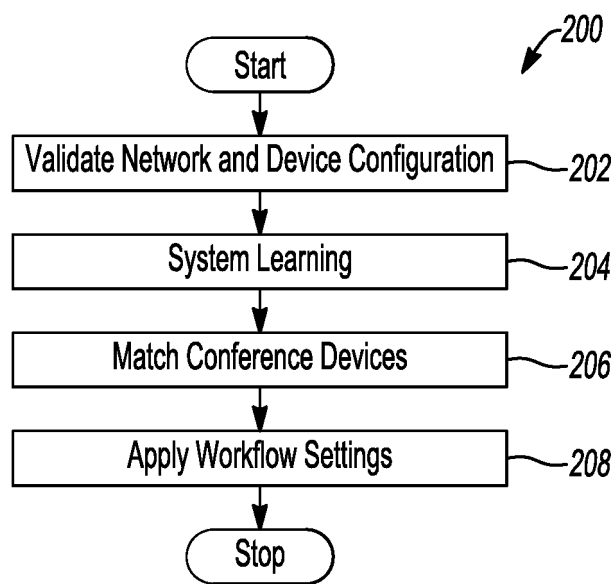 200
Start
Validate Network and Device Configuration
202
System Learning
204
Match Conference Devices
206
Apply Workflow Settings
208
Stop